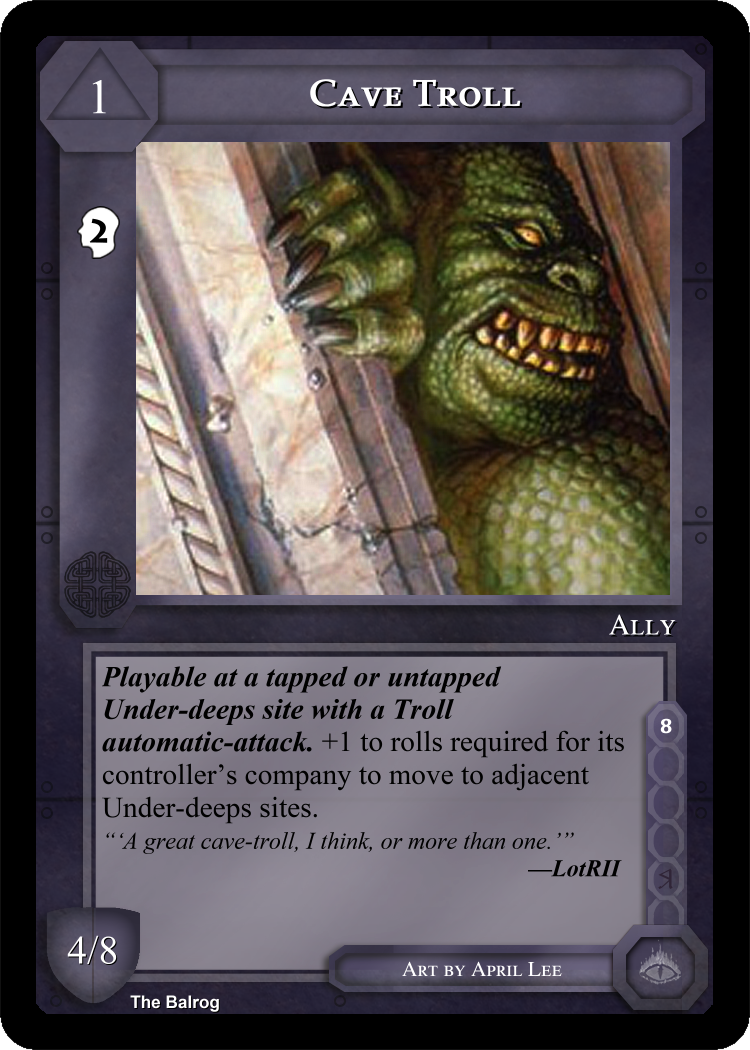 1
CAVE TROLL
2
ALLY
Playable at a tapped or untapped
Under-deeps site with a Troll
automatic-attack. +1 to rolls required for its
controller’s company to move to adjacent
Under-deeps sites.
“‘A great cave-troll, I think, or more than one.’”
—LotRII
8
4/8
ART BY APRIL LEE
The Balrog